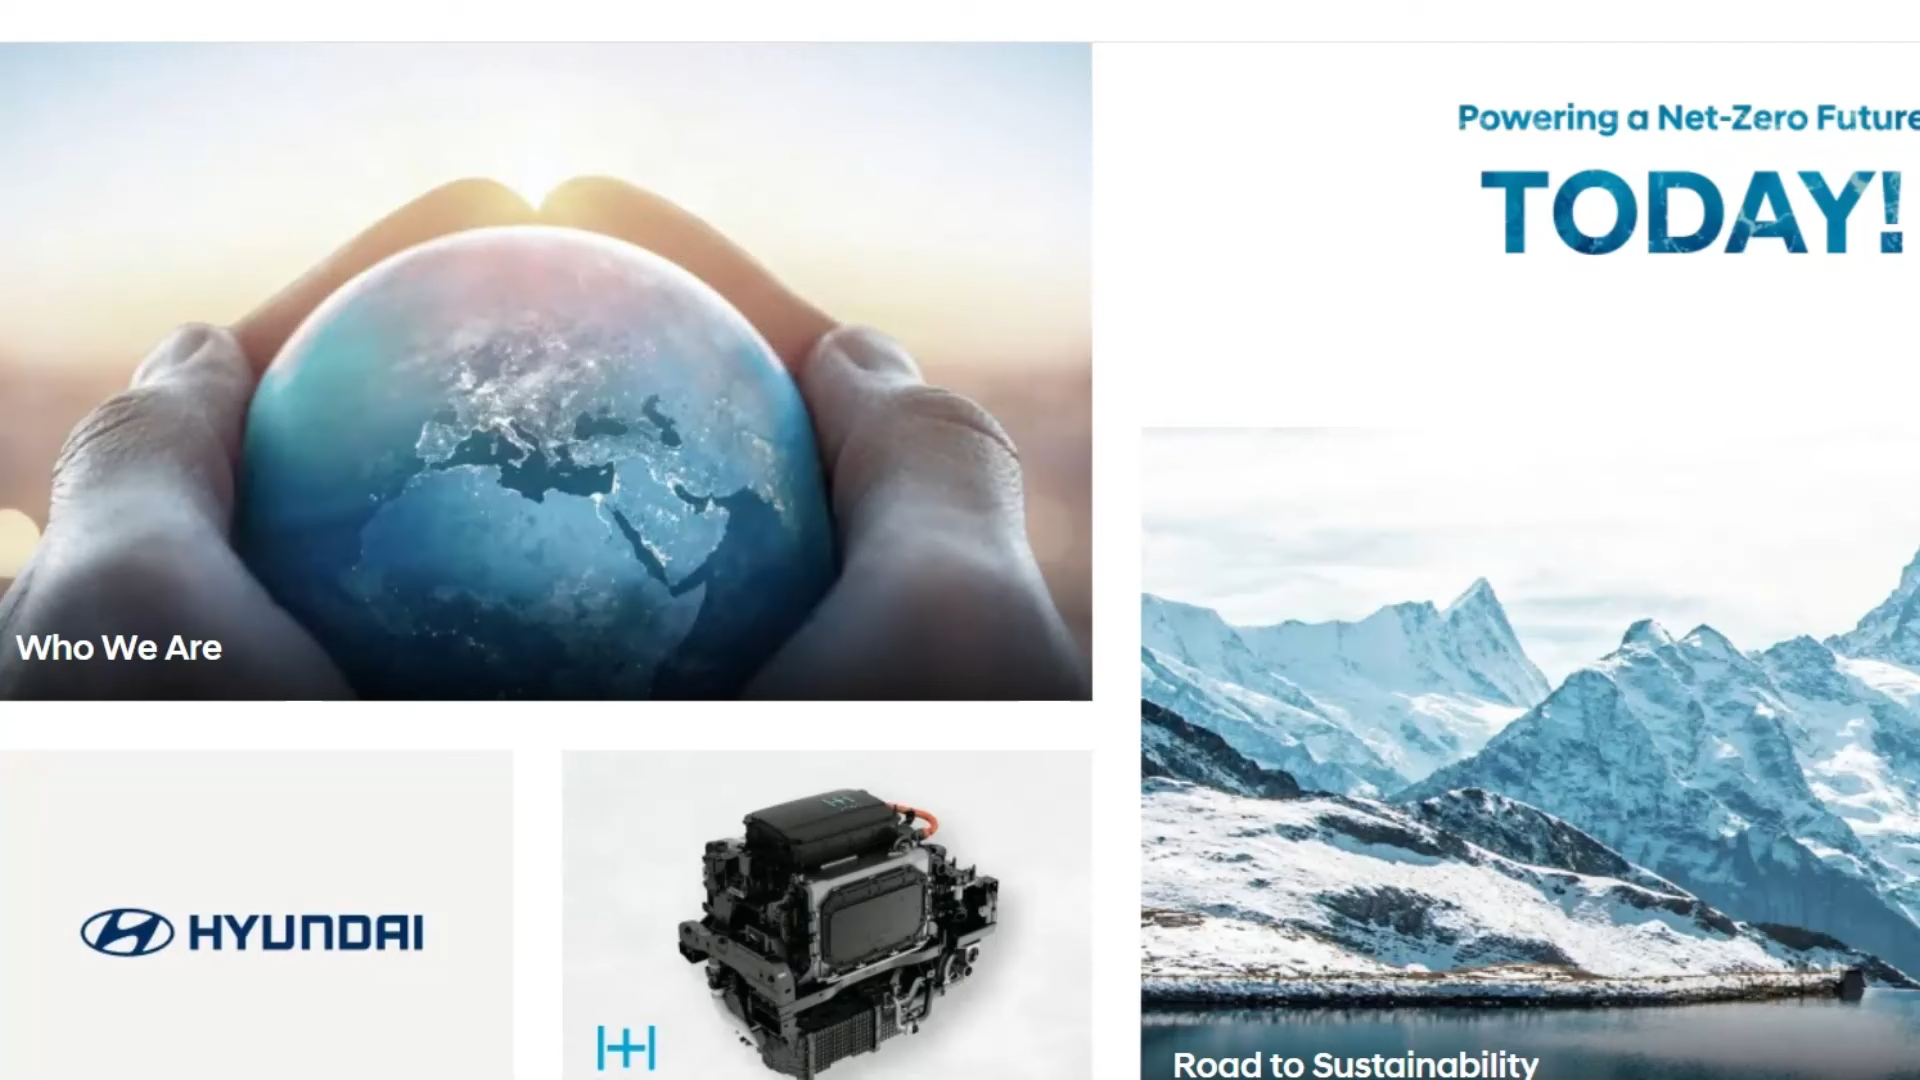 Powering a Net-Zero Future
TODAY!
Who We Are
HYUNDAI
Road to Sustainability